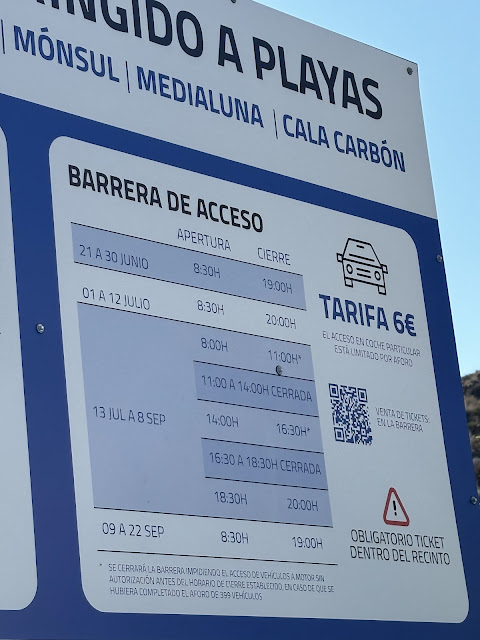 A PLAYAS
| MÓNSUL | MEDIALUNA | CALA CARBÓN
BARRERA DE ACCESO
APERTURA CIERRE
21 A 30 JUNIO 8:30H 19:00H
01 A 12 JULIO 8:30H 20:00H
13 JUL A 8 SEP
8:00H 11:00H*
11:00 A 14:00H CERRADA
14:00H 16:30H*
16:30 A 18:30H CERRADA
18:30H 20:00H
09 A 22 SEP 8:30H 19:00H
* SE CERRARÁ LA BARRERA IMPIDIENDO EL ACCESO DE VEHÍCULOS A MOTOR SIN
AUTORIZACIÓN ANTES DEL HORARIO DE CIERRE ESTABLECIDO, EN CASO DE QUE SE
HUBIERA COMPLETADO EL AFORO DE 399 VEHÍCULOS
TARIFA 6€
EL ACCESO EN COCHE PARTICULAR
ESTÁ LIMITADO POR AFORO
VENTA DE TICKETS:
EN LA BARRERA
OBLIGATORIO TICKET
DENTRO DEL RECINTO